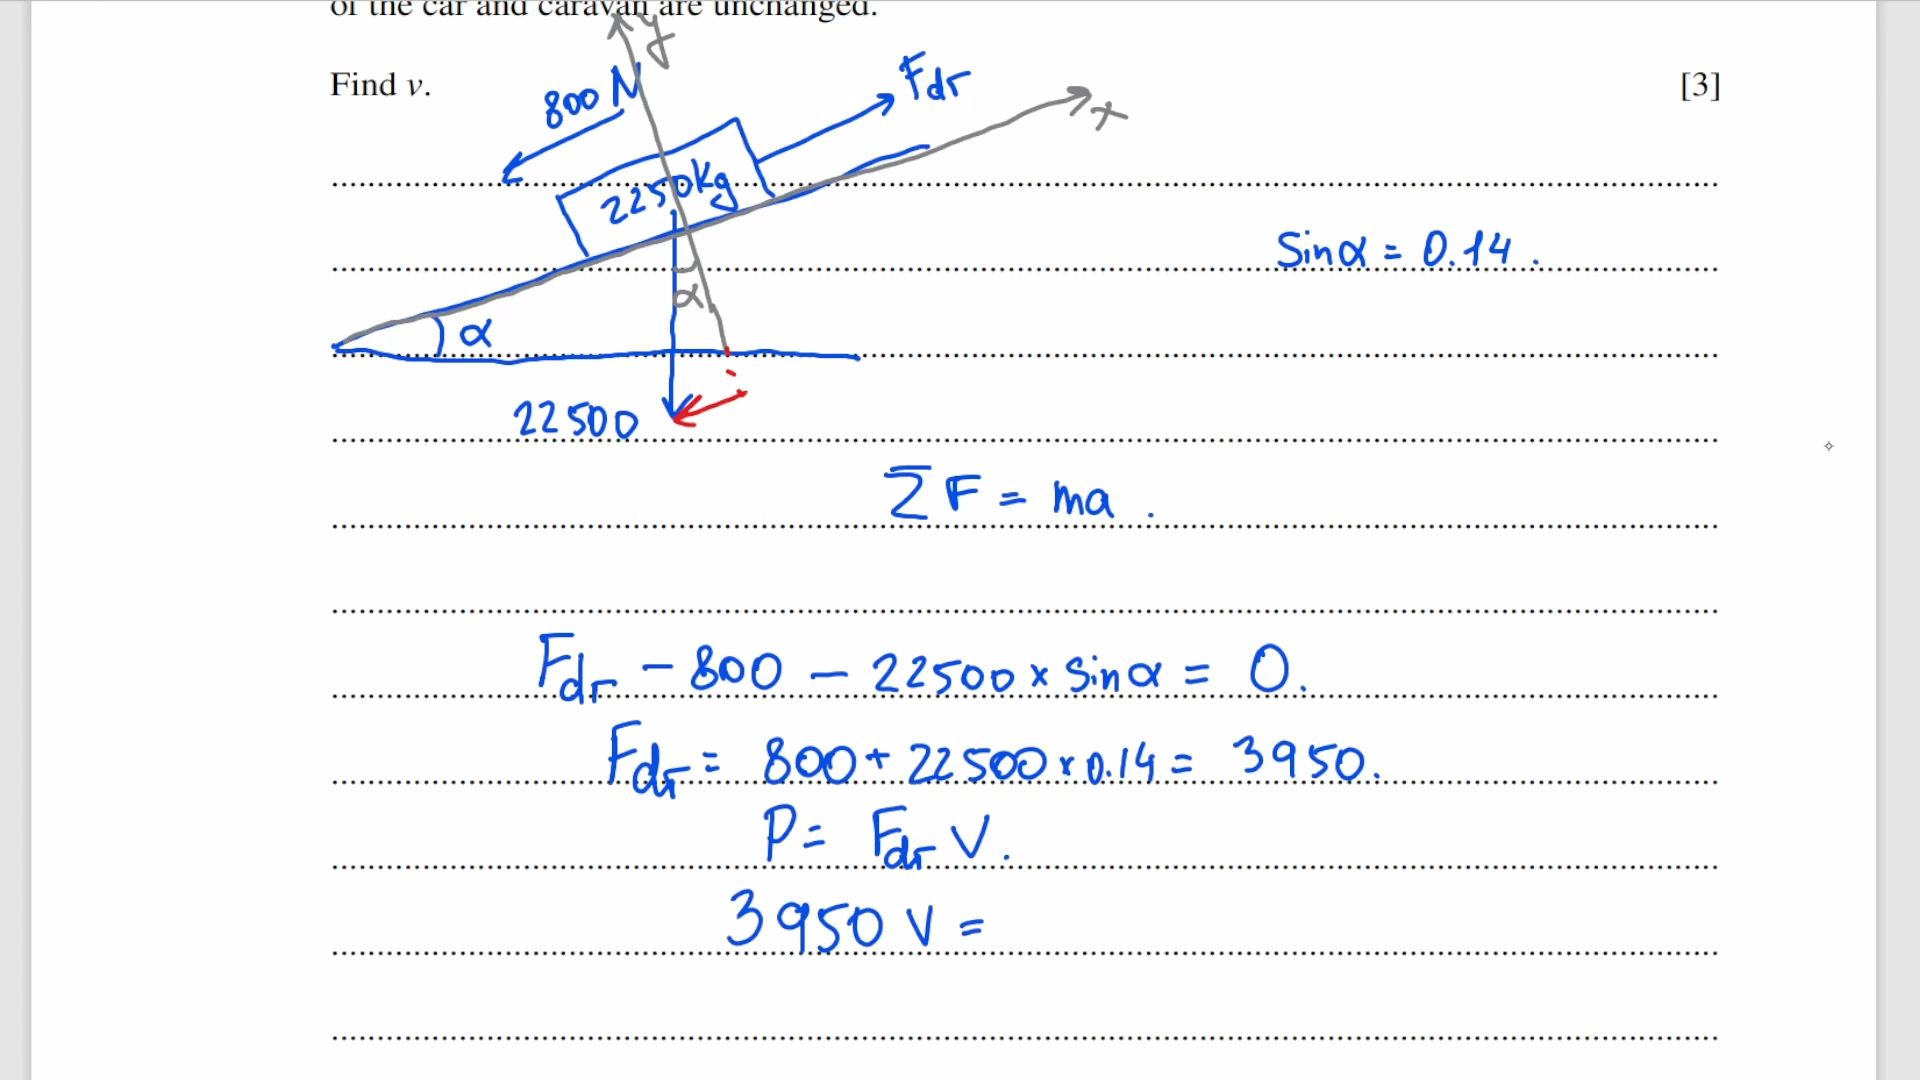 of the car and caravan are unchanged.
Find v. [3]
y
800 N
Fdr
x
2250kg
Sinα = 0.14 .
α
α
22500
ΣF = ma .
Fdr - 800 - 22500 × Sinα = 0.
Fdr = 800 + 22500 × 0.14 = 3950.
P = Fdr V.
3950 V =